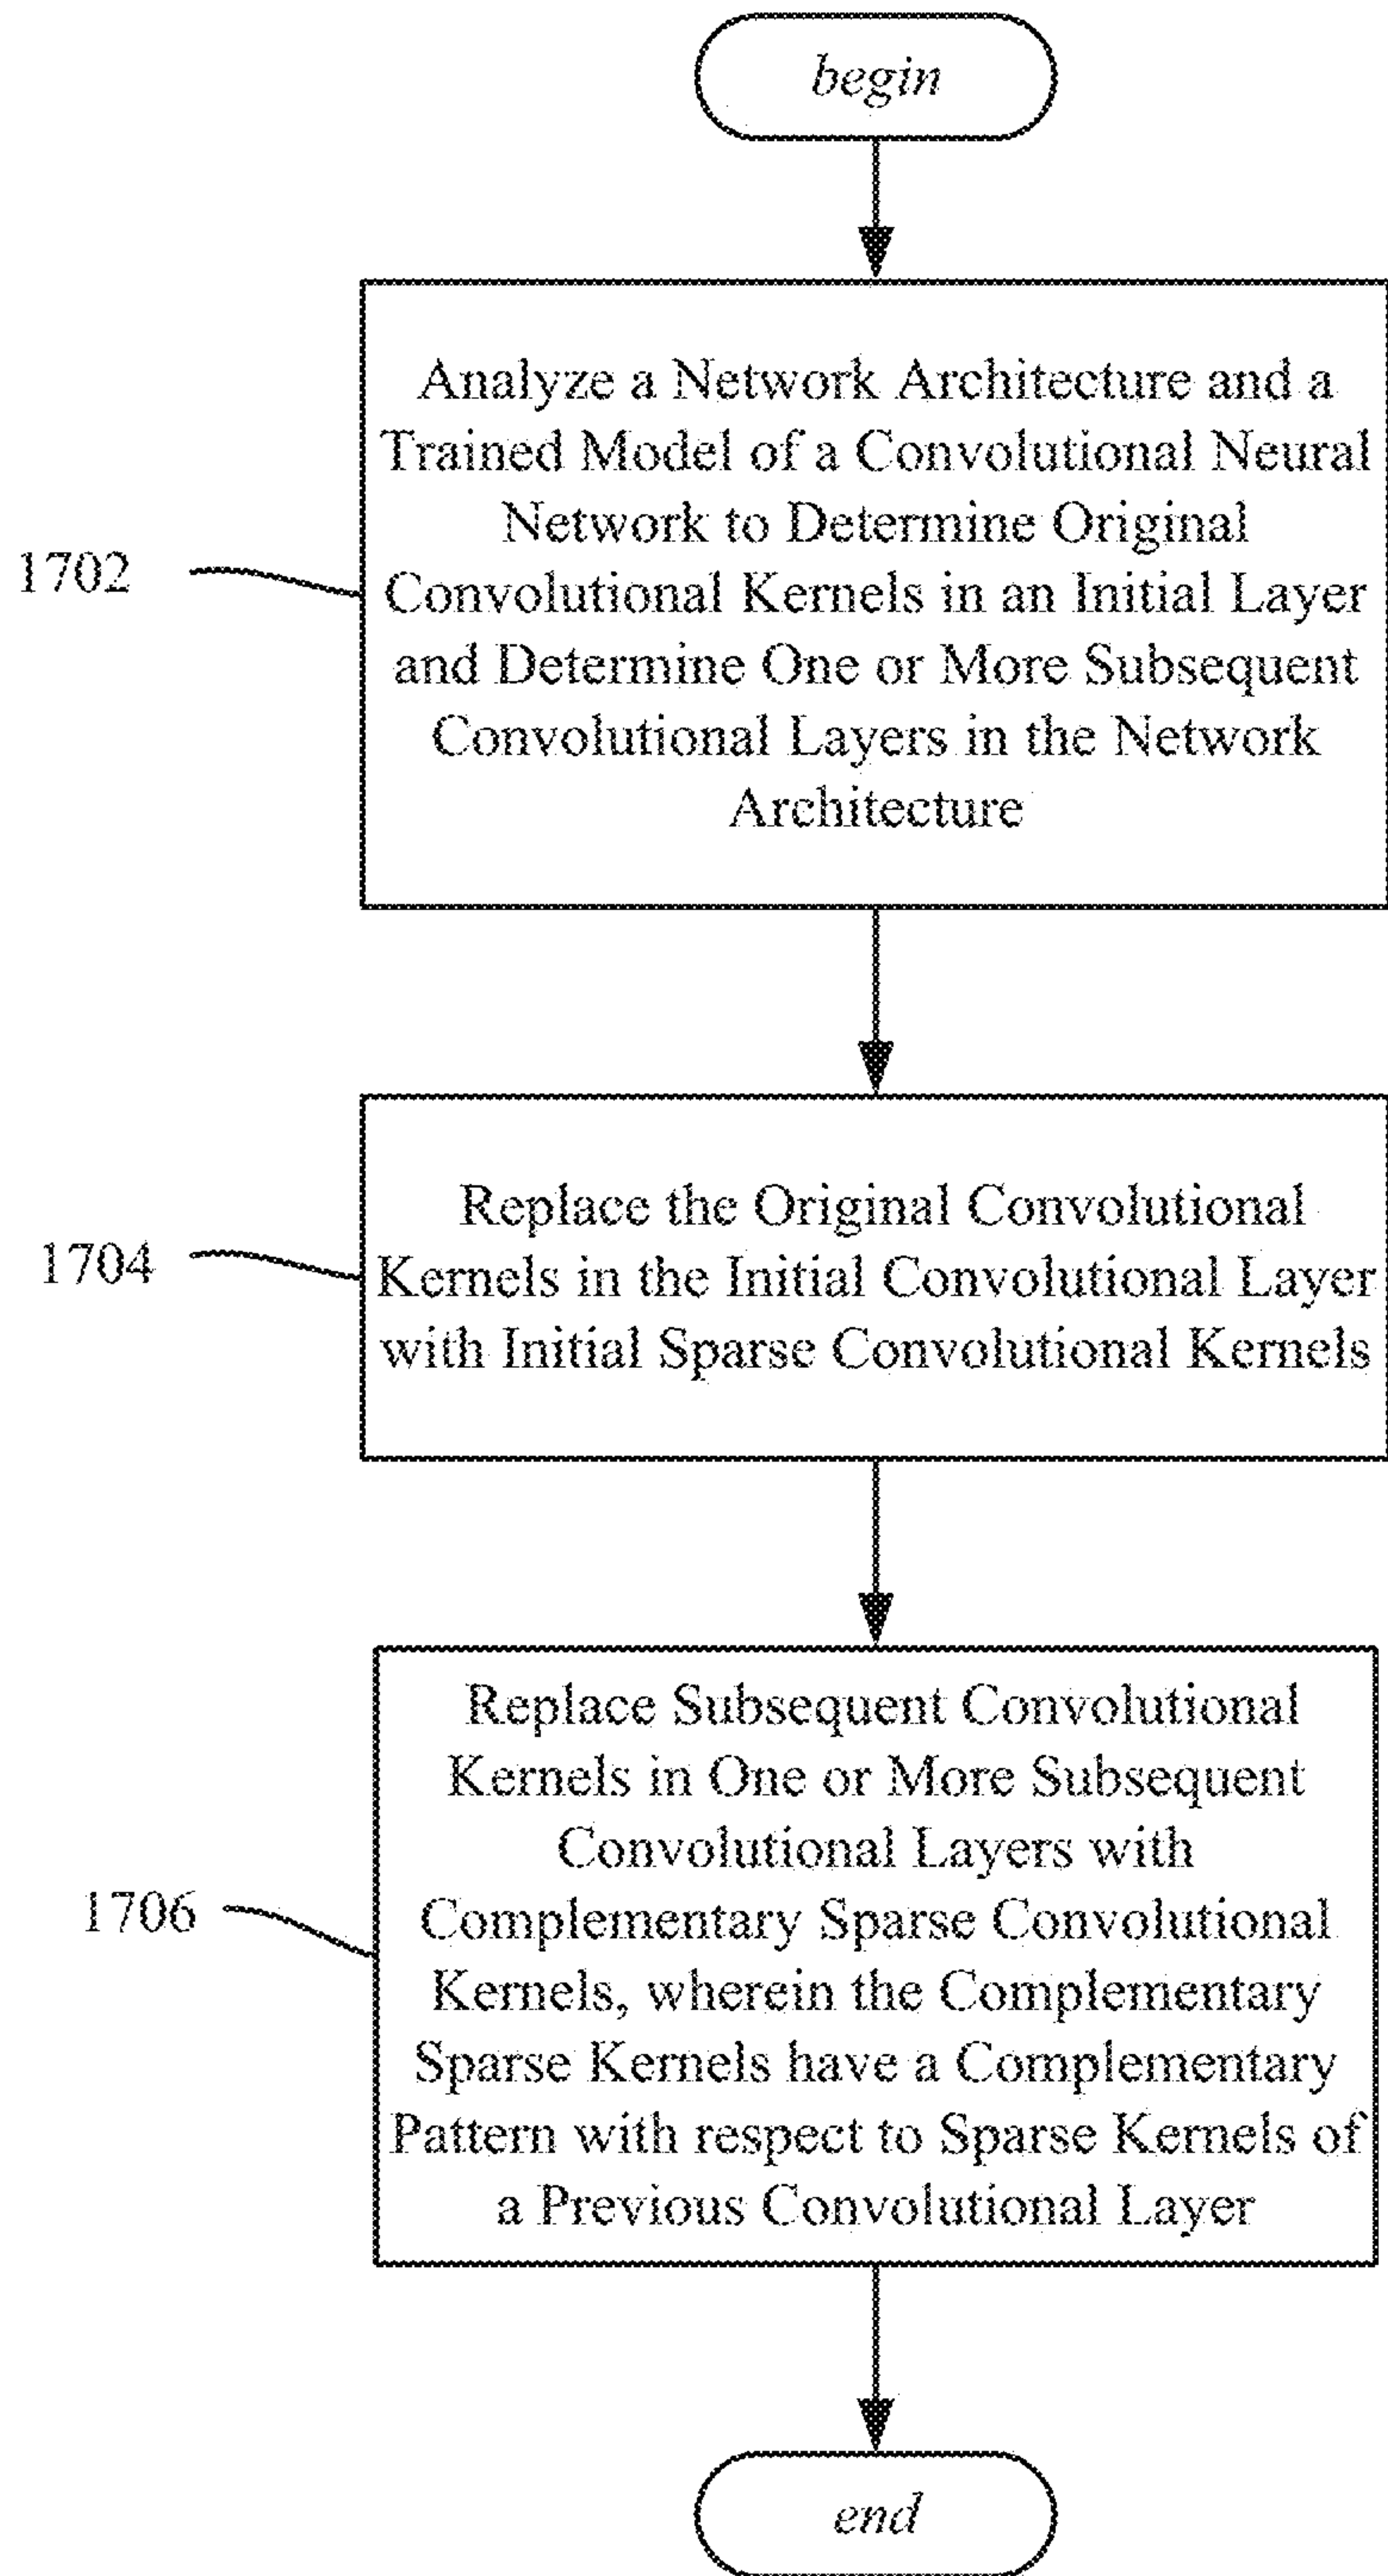 begin
Analyze a Network Architecture and a
Trained Model of a Convolutional Neural
Network to Determine Original
Convolutional Kernels in an Initial Layer
and Determine One or More Subsequent
Convolutional Layers in the Network
Architecture
1702
Replace the Original Convolutional
Kernels in the Initial Convolutional Layer
with Initial Sparse Convolutional Kernels
1704
Replace Subsequent Convolutional
Kernels in One or More Subsequent
Convolutional Layers with
Complementary Sparse Convolutional
Kernels, wherein the Complementary
Sparse Kernels have a Complementary
Pattern with respect to Sparse Kernels of
a Previous Convolutional Layer
1706
end